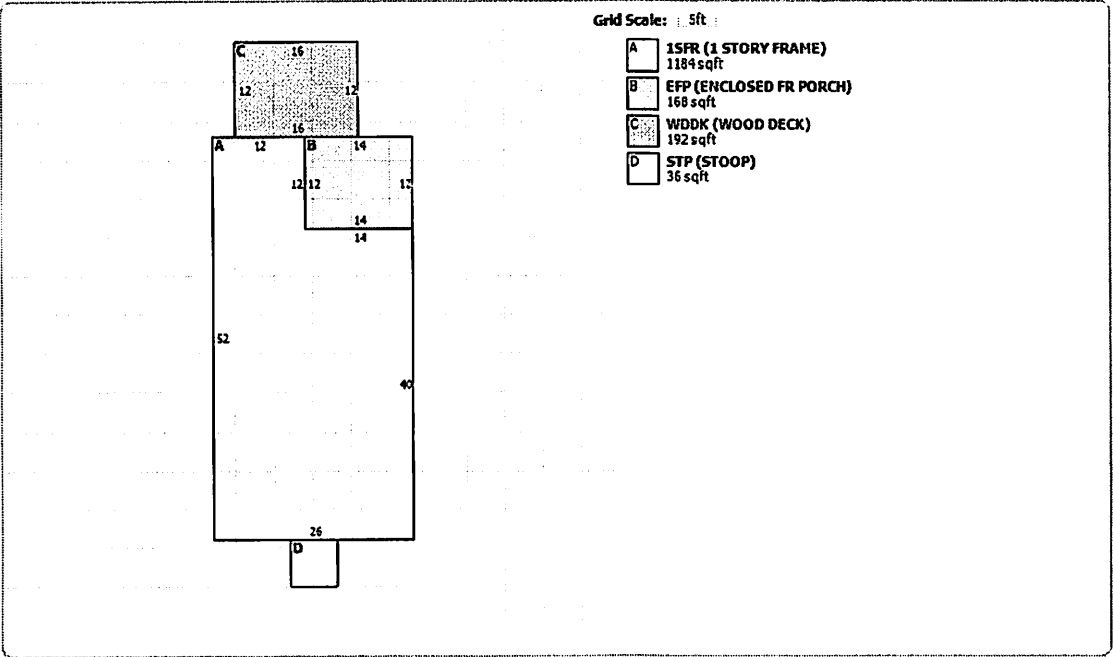 Grid Scale: 5ft
A 1SFR (1 STORY FRAME)
1184 sqft
B EFP (ENCLOSED FR PORCH)
168 sqft
C WDDK (WOOD DECK)
192 sqft
D STP (STOOP)
36 sqft
C 16
12 12
16
A 12 B 14
12 12 12
14
14
52
40
26
D